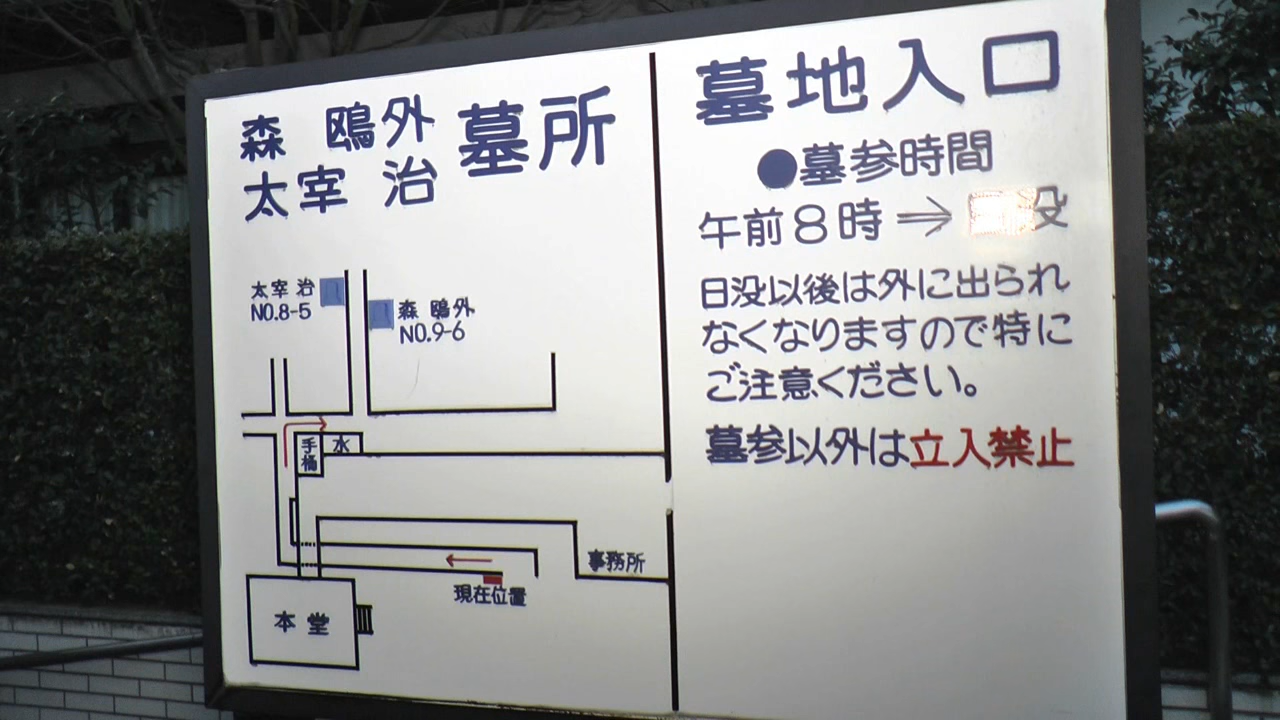 森 鴎外 墓所
太宰 治
太宰 治
NO.8-5
森 鴎外
NO.9-6
手桶
水
事務所
現在位置
本堂
墓地入口
●墓参時間
午前8時⇒ 没
日没以後は外に出られ
なくなりますので特に
ご注意ください。
墓参以外は立入禁止